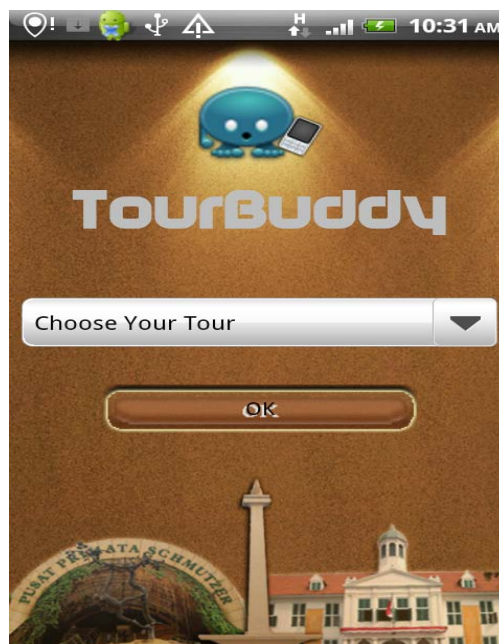 H
10:31 AM
TourBuddy
Choose Your Tour
OK
PUSAT PRIMATA SCHMUTZER